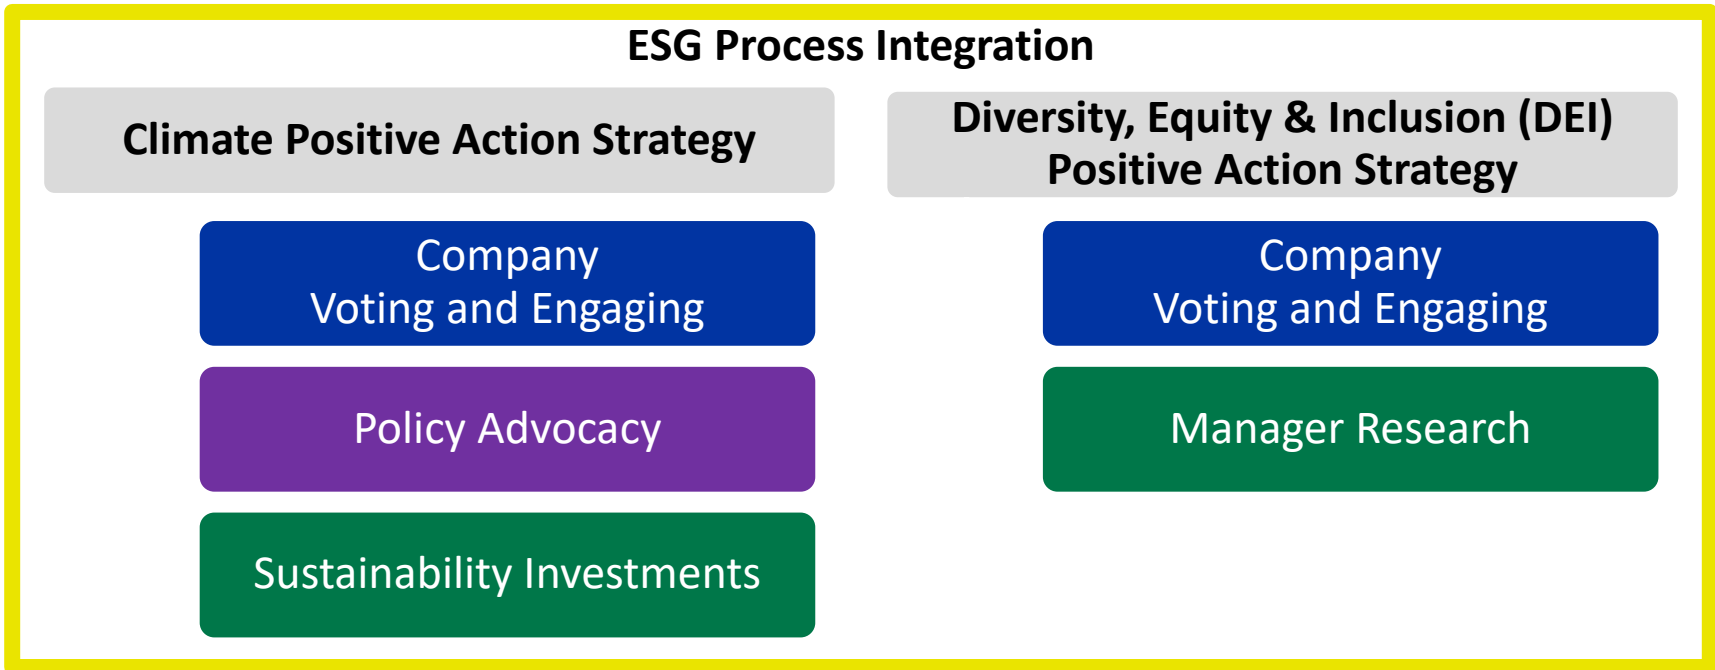 ESG Process Integration
Climate Positive Action Strategy
Company
Voting and Engaging
Policy Advocacy
Sustainability Investments
Diversity, Equity & Inclusion (DEI)
Positive Action Strategy
Company
Voting and Engaging
Manager Research